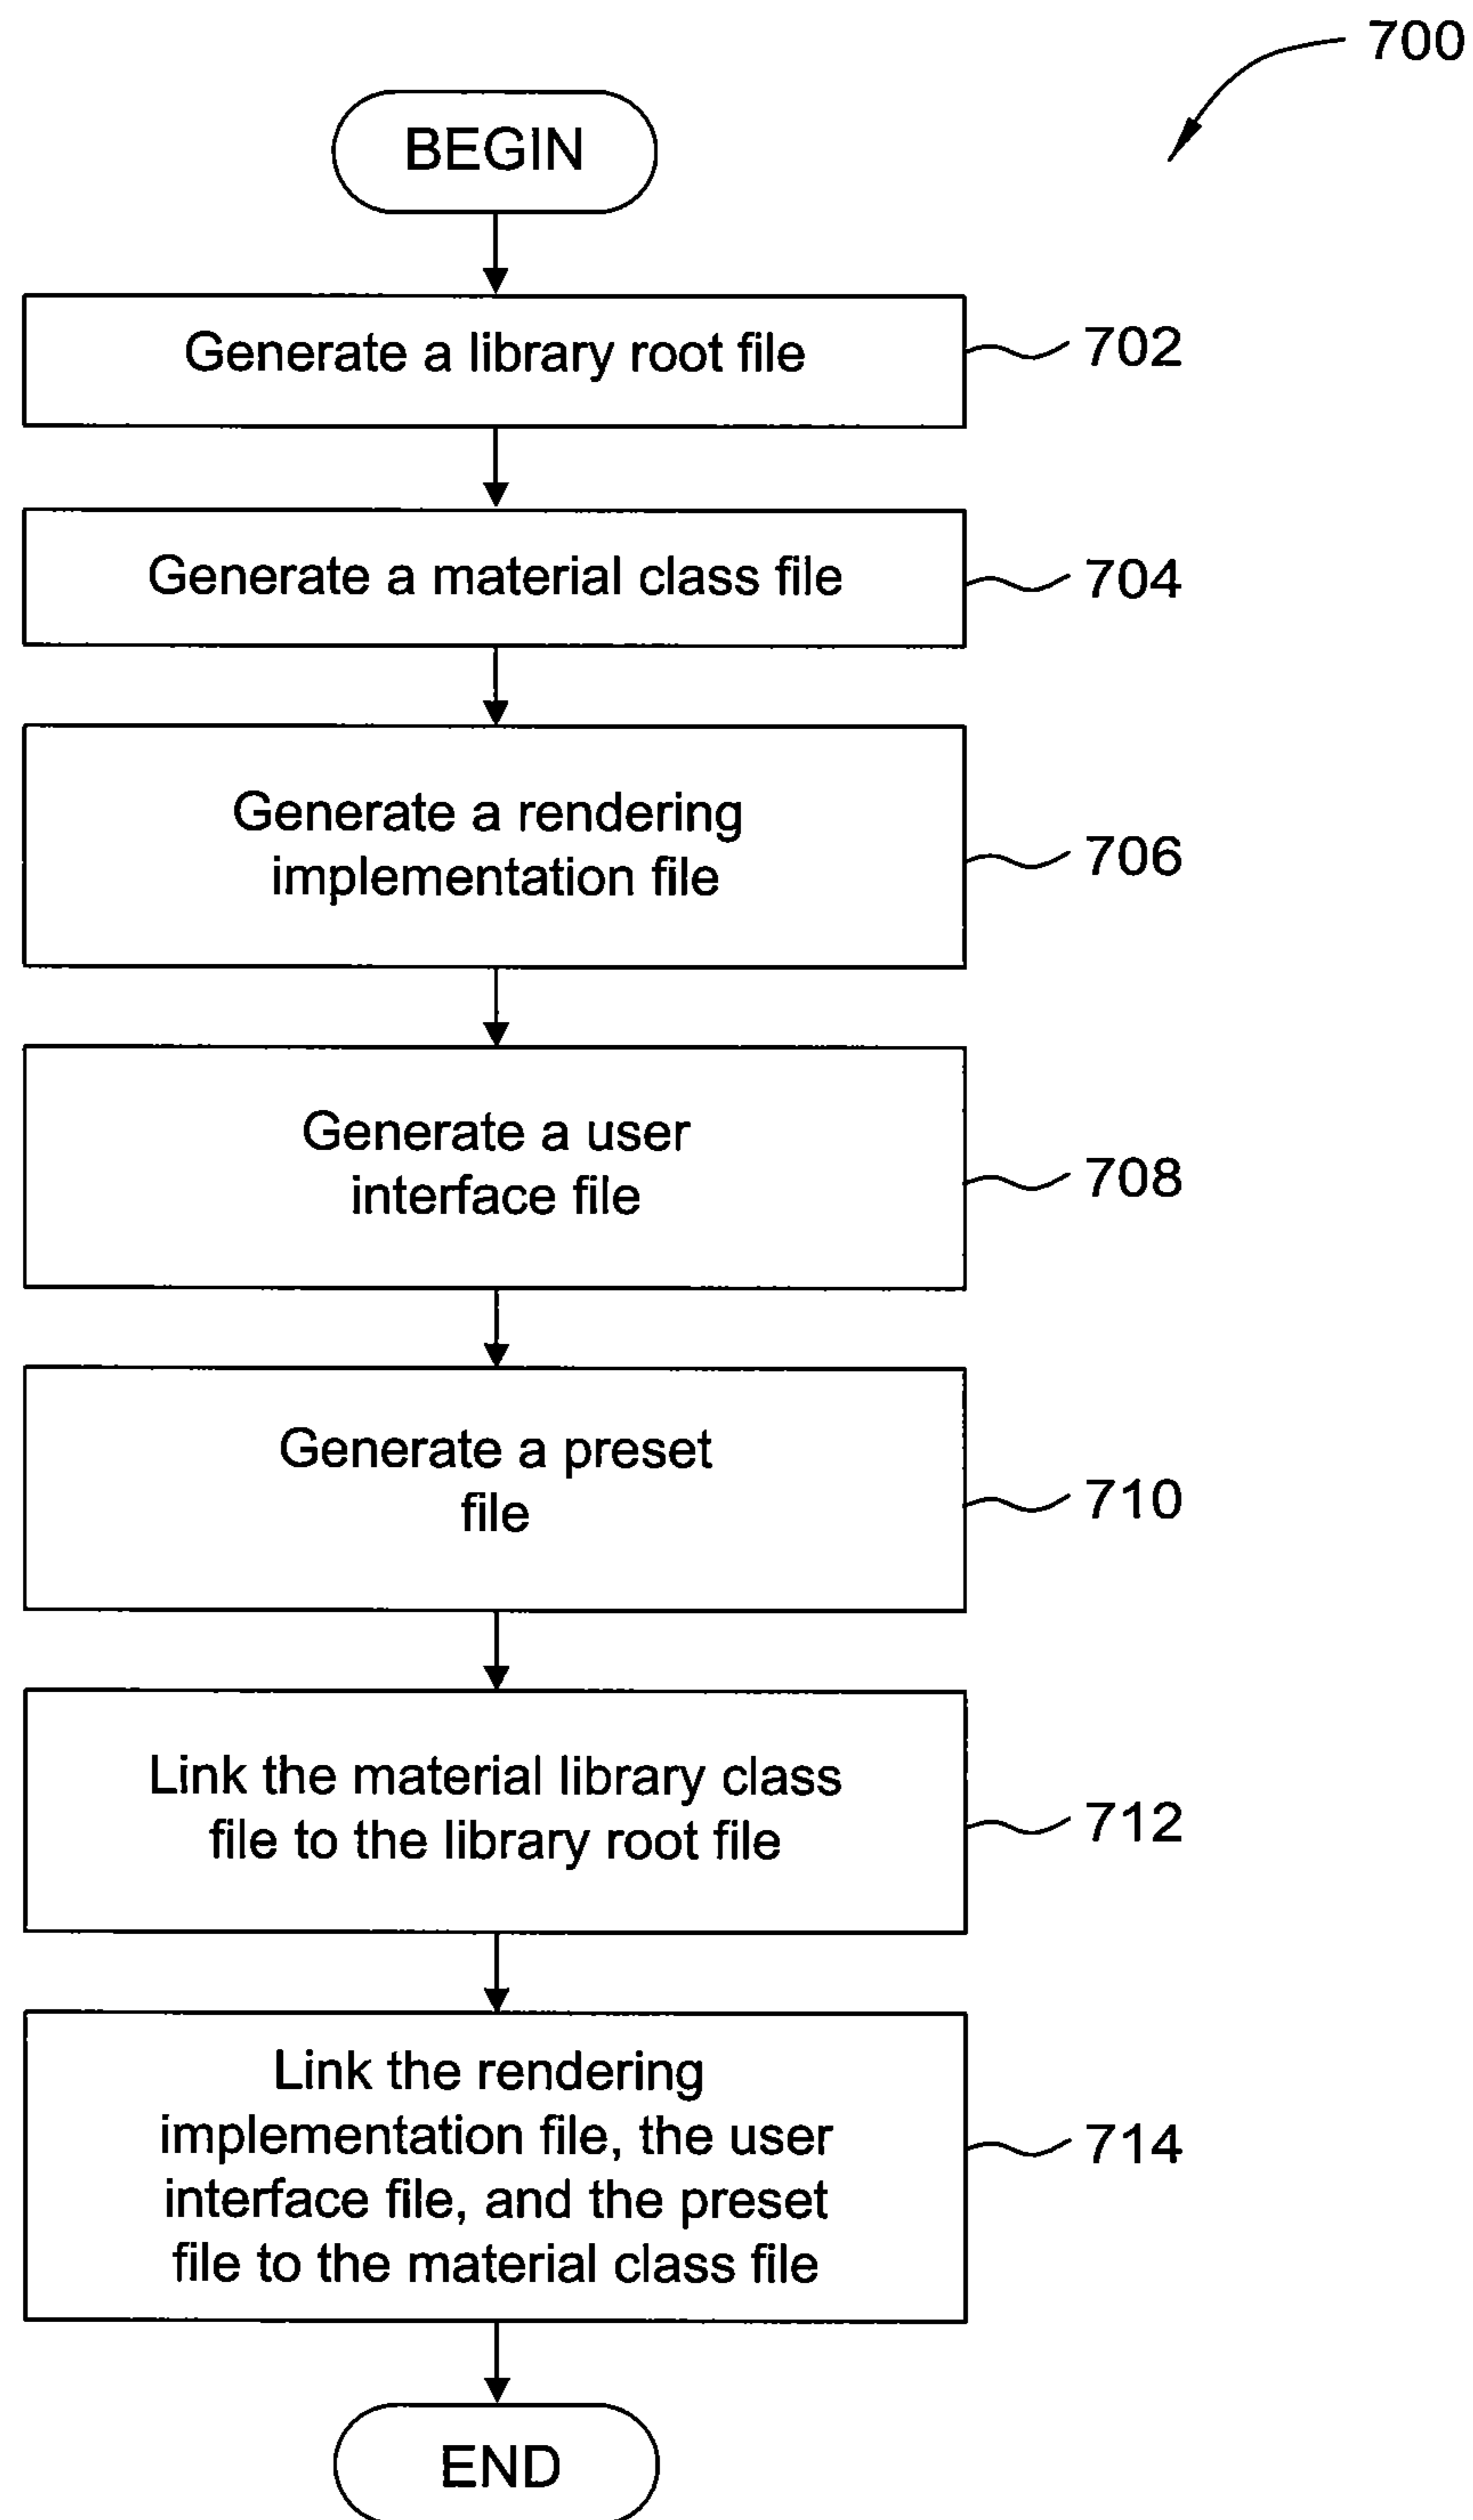 700
BEGIN
Generate a library root file
702
Generate a material class file
704
Generate a rendering
implementation file
706
Generate a user
interface file
708
Generate a preset
file
710
Link the material library class
file to the library root file
712
Link the rendering
implementation file, the user
interface file, and the preset
file to the material class file
714
END